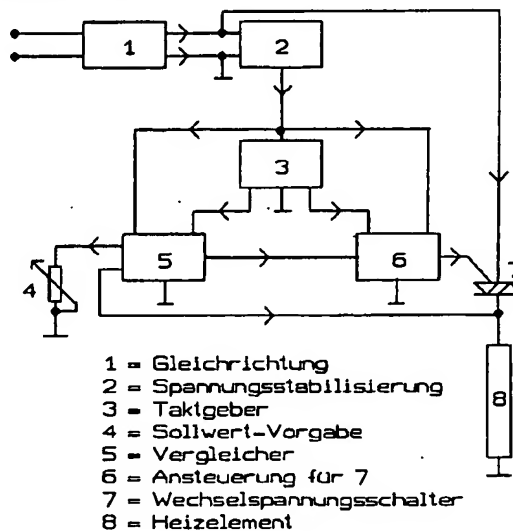 1
2
3
5
6
7
4
8
1 = Gleichrichtung
2 = Spannungsstabilisierung
3 = Taktgeber
4 = Sollwert-Vorgabe
5 = Vergleicher
6 = Ansteuerung für 7
7 = Wechselspannungsschalter
8 = Heizelement